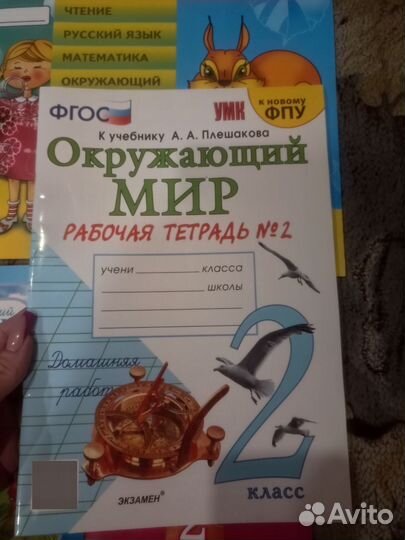 ЧТЕНИЕ
РУССКИЙ ЯЗЫК
МАТЕМАТИКА
ОКРУЖАЮЩИЙ
ФГОС
УМК
К НОВОМУ
ФПУ
К учебнику А. А. Плешакова
Окружающий
МИР
РАБОЧАЯ ТЕТРАДЬ №2
учени класса
школы
Домашняя
работ
2
ЭКЗАМЕН®
КЛАСС
2
Avito